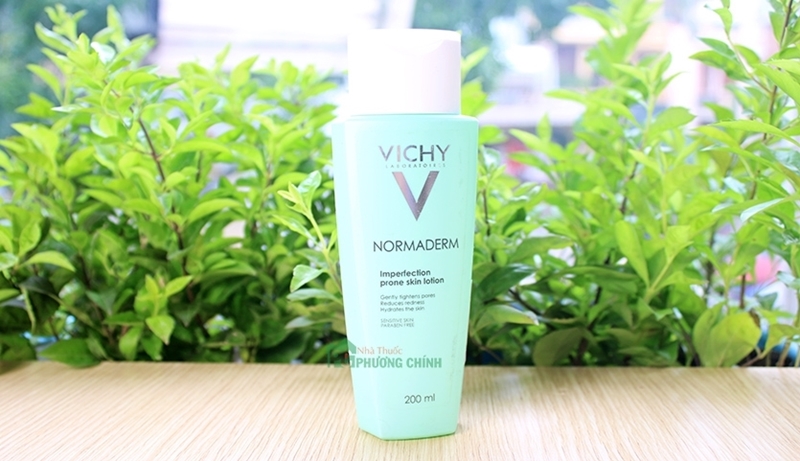 VICHY
LABORATOIRES
NORMADERM
Imperfection
prone skin lotion
Gently tightens pores
Reduces redness
Hydrates the skin
SENSITIVE SKIN
PARABEN FREE
Nhà Thuốc
PHƯƠNG CHÍNH
200 ml